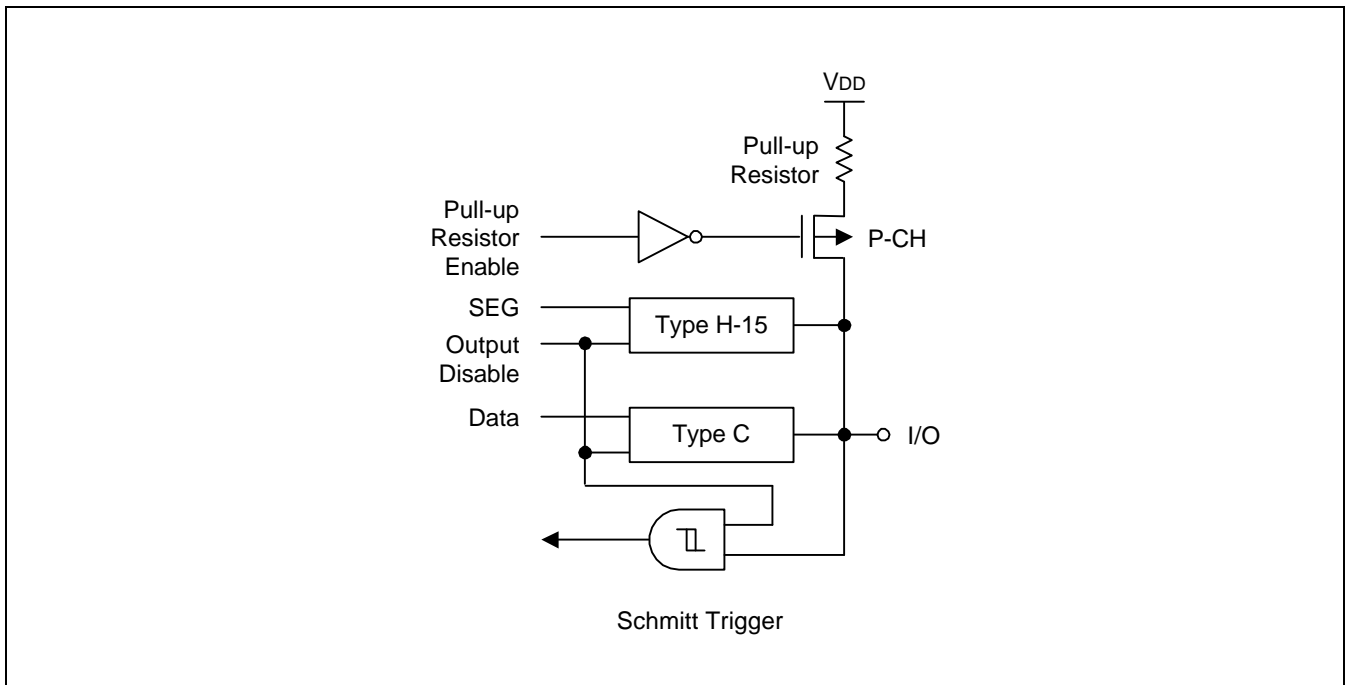 VDD
Pull-up
Resistor
Pull-up
Resistor
Enable
P-CH
SEG
Type H-15
Output
Disable
Data
Type C
I/O
Schmitt Trigger